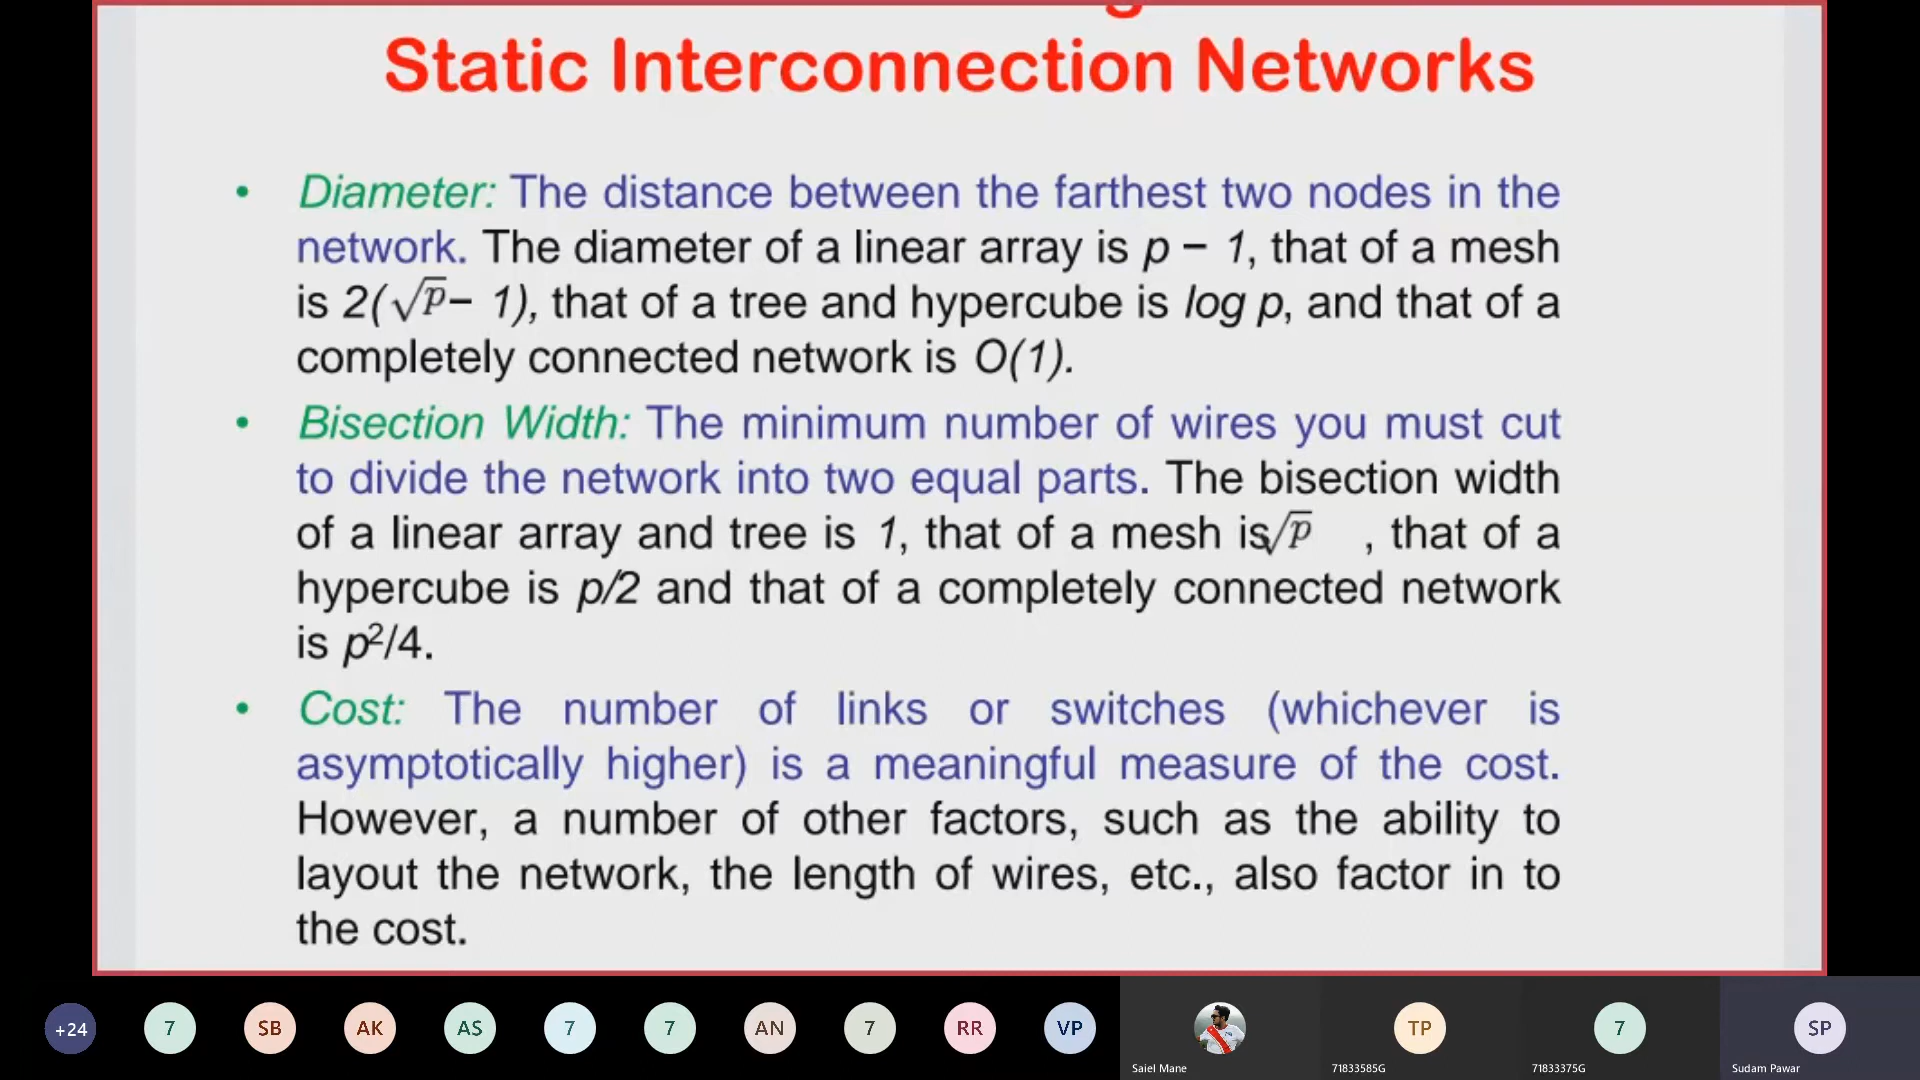 Static Interconnection Networks
• Diameter: The distance between the farthest two nodes in the
network. The diameter of a linear array is p − 1, that of a mesh
is 2(√p− 1), that of a tree and hypercube is log p, and that of a
completely connected network is O(1).
• Bisection Width: The minimum number of wires you must cut
to divide the network into two equal parts. The bisection width
of a linear array and tree is 1, that of a mesh is√p , that of a
hypercube is p/2 and that of a completely connected network
is p²/4.
• Cost: The number of links or switches (whichever is
asymptotically higher) is a meaningful measure of the cost.
However, a number of other factors, such as the ability to
layout the network, the length of wires, etc., also factor in to
the cost.
+24 7 SB AK AS 7 7 AN 7 RR VP TP 7 SP
Saiel Mane 71833585G 71833375G Sudam Pawar